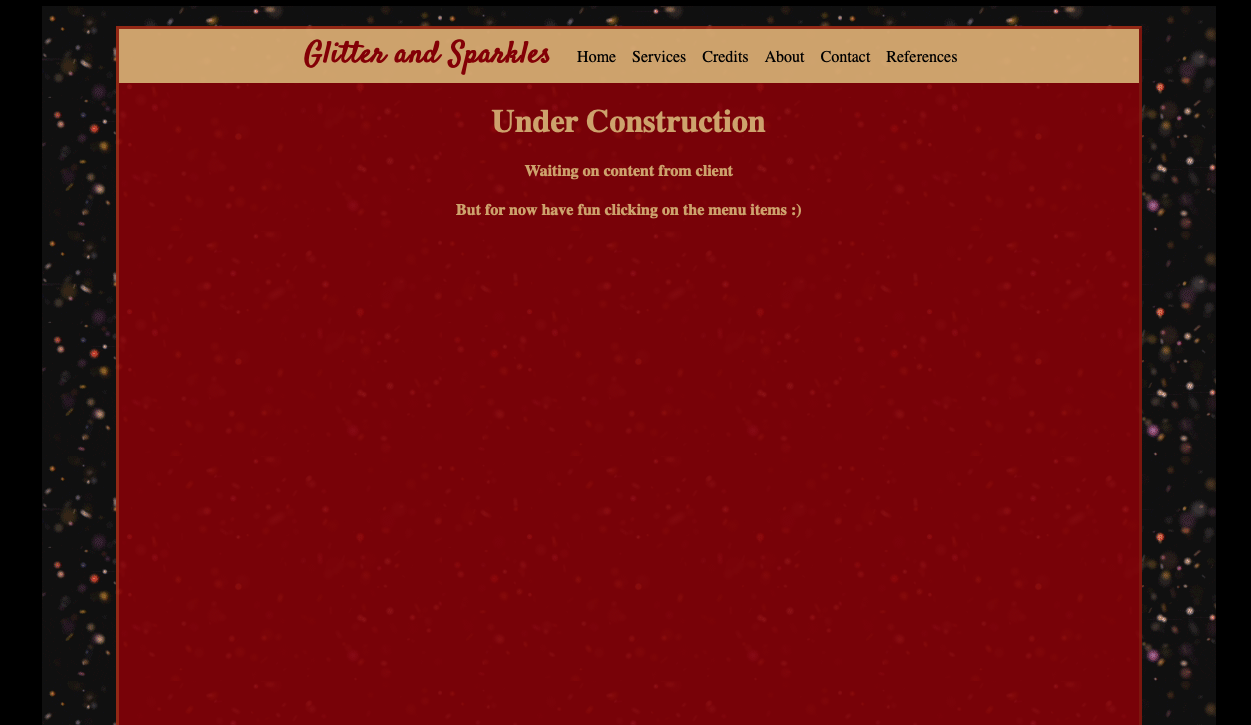 Glitter and Sparkles Home Services Credits About Contact References
Under Construction
Waiting on content from client
But for now have fun clicking on the menu items :)